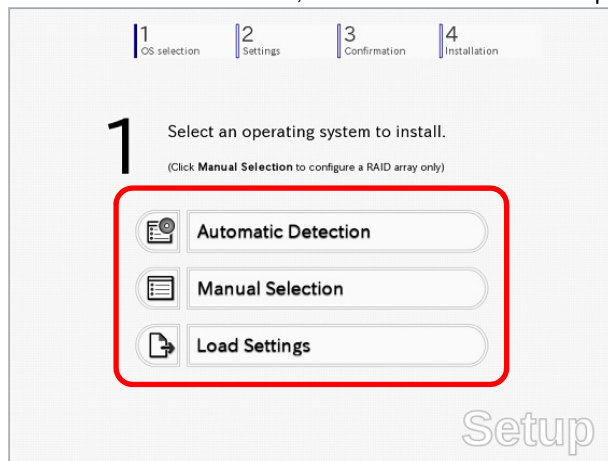 1 2 3 4
OS selection Settings Confirmation Installation
1 Select an operating system to install.
(Click Manual Selection to configure a RAID array only)
Automatic Detection
Manual Selection
Load Settings
Setup